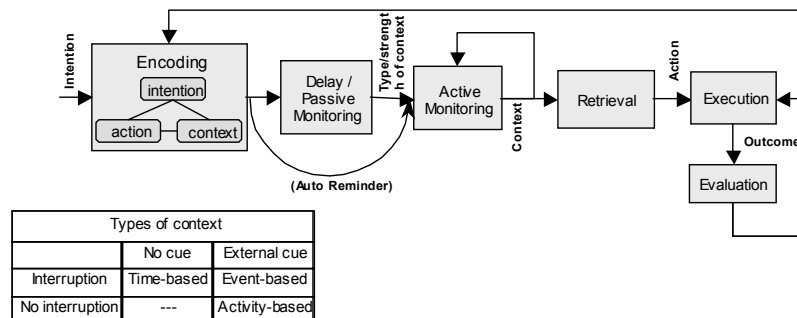 Intention
Encoding
intention
action
context
Delay /
Passive
Monitoring
Type/strengt
h of context
Active
Monitoring
Context
Retrieval
Action
Execution
Outcome
Evaluation
(Auto Reminder)
Types of context
No cue External cue
Interruption Time-based Event-based
No interruption --- Activity-based